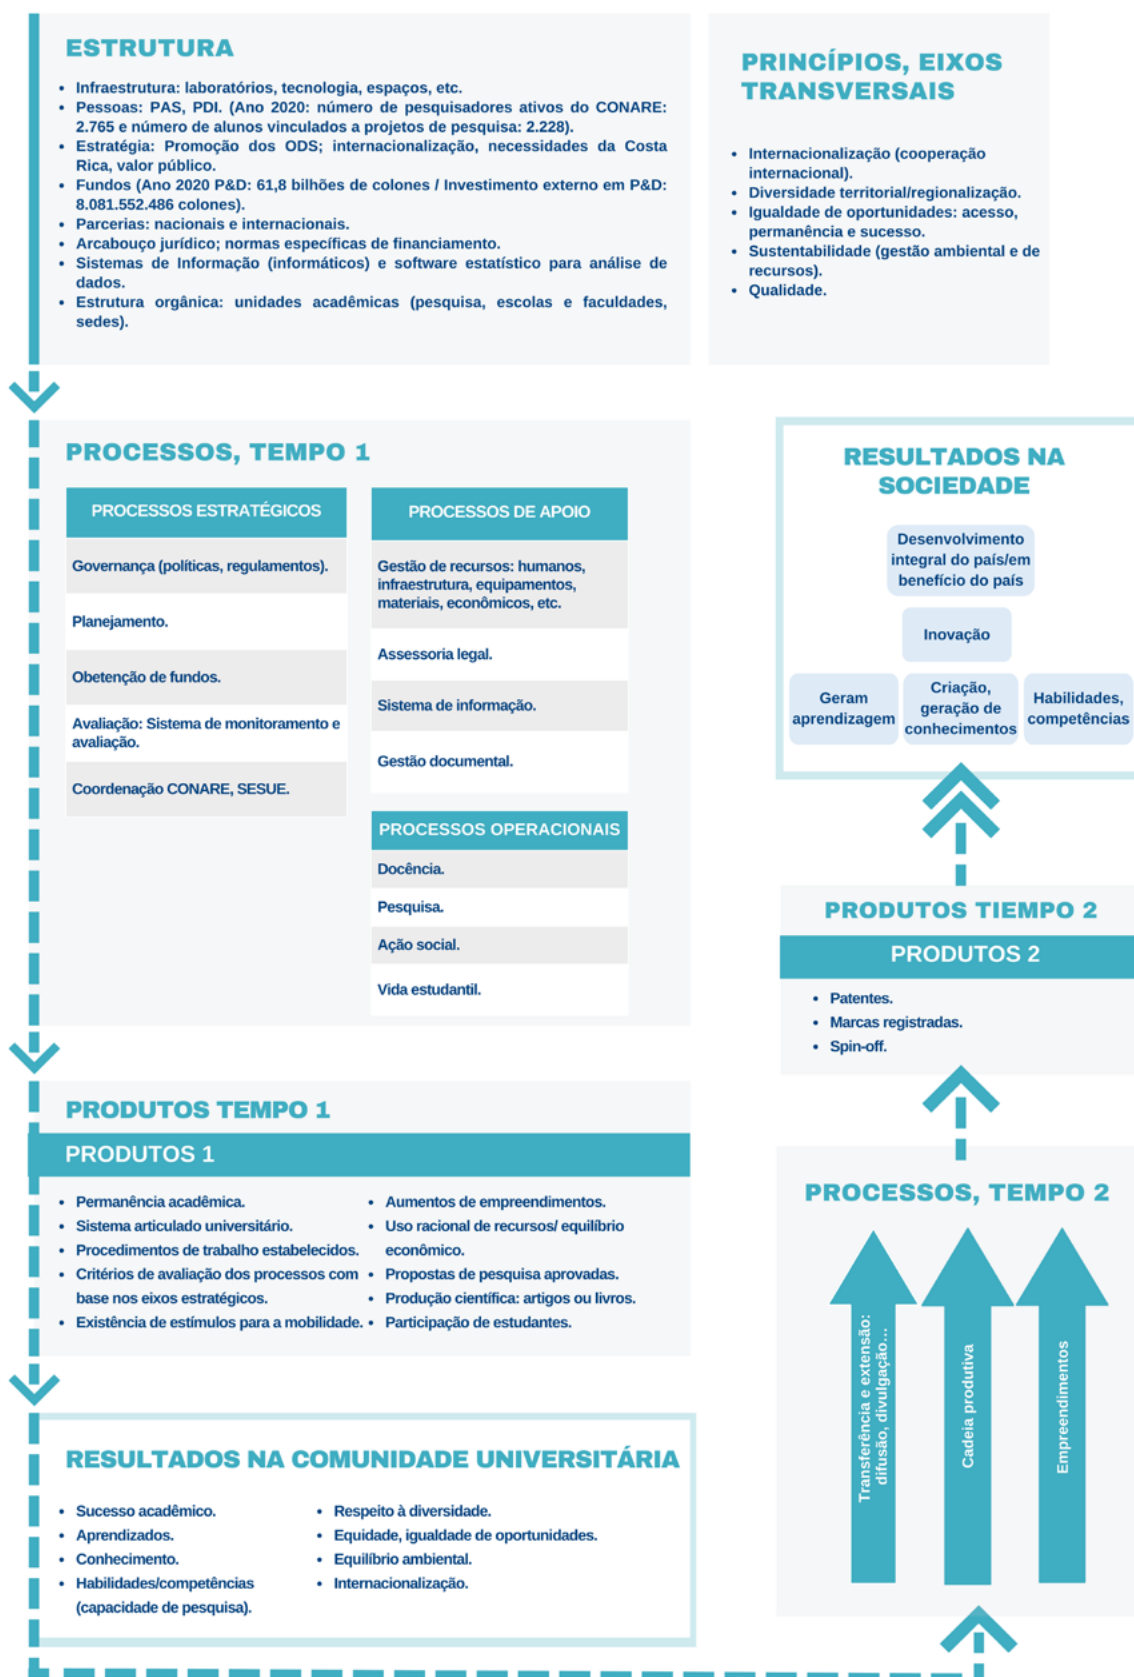 ESTRUTURA
• Infraestrutura: laboratórios, tecnologia, espaços, etc.
• Pessoas: PAS, PDI. (Ano 2020: número de pesquisadores ativos do CONARE:
2.765 e número de alunos vinculados a projetos de pesquisa: 2.228).
• Estratégia: Promoção dos ODS; internacionalização, necessidades da Costa
Rica, valor público.
• Fundos (Ano 2020 P&D: 61,8 bilhões de colones / Investimento externo em P&D:
8.081.552.486 colones).
• Parcerias: nacionais e internacionais.
• Arcabouço jurídico; normas específicas de financiamento.
• Sistemas de Informação (informáticos) e software estatístico para análise de
dados.
• Estrutura orgânica: unidades acadêmicas (pesquisa, escolas e faculdades,
sedes).
PRINCÍPIOS, EIXOS
TRANSVERSAIS
• Internacionalização (cooperação
internacional).
• Diversidade territorial/regionalização.
• Igualdade de oportunidades: acesso,
permanência e sucesso.
• Sustentabilidade (gestão ambiental e de
recursos).
• Qualidade.
PROCESSOS, TEMPO 1
PROCESSOS ESTRATÉGICOS
Governança (políticas, regulamentos).
Planejamento.
Obetenção de fundos.
Avaliação: Sistema de monitoramento e
avaliação.
Coordenação CONARE, SESUE.
PROCESSOS DE APOIO
Gestão de recursos: humanos,
infraestrutura, equipamentos,
materiais, econômicos, etc.
Assessoria legal.
Sistema de informação.
Gestão documental.
PROCESSOS OPERACIONAIS
Docência.
Pesquisa.
Ação social.
Vida estudantil.
PRODUTOS TEMPO 1
PRODUTOS 1
• Permanência acadêmica.
• Sistema articulado universitário.
• Procedimentos de trabalho estabelecidos.
• Critérios de avaliação dos processos com
base nos eixos estratégicos.
• Existência de estímulos para a mobilidade.
• Aumentos de empreendimentos.
• Uso racional de recursos/ equilíbrio
econômico.
• Propostas de pesquisa aprovadas.
• Produção científica: artigos ou livros.
• Participação de estudantes.
RESULTADOS NA COMUNIDADE UNIVERSITÁRIA
• Sucesso acadêmico.
• Aprendizados.
• Conhecimento.
• Habilidades/competências
(capacidade de pesquisa).
• Respeito à diversidade.
• Equidade, igualdade de oportunidades.
• Equilíbrio ambiental.
• Internacionalização.
PROCESSOS, TEMPO 2
Transferência e extensão:
difusão, divulgação...
Cadeia produtiva
Empreendimentos
PRODUTOS TIEMPO 2
PRODUTOS 2
• Patentes.
• Marcas registradas.
• Spin-off.
RESULTADOS NA
SOCIEDADE
Desenvolvimento
integral do país/em
benefício do país
Inovação
Geram
aprendizagem
Criação,
geração de
conhecimentos
Habilidades,
competências